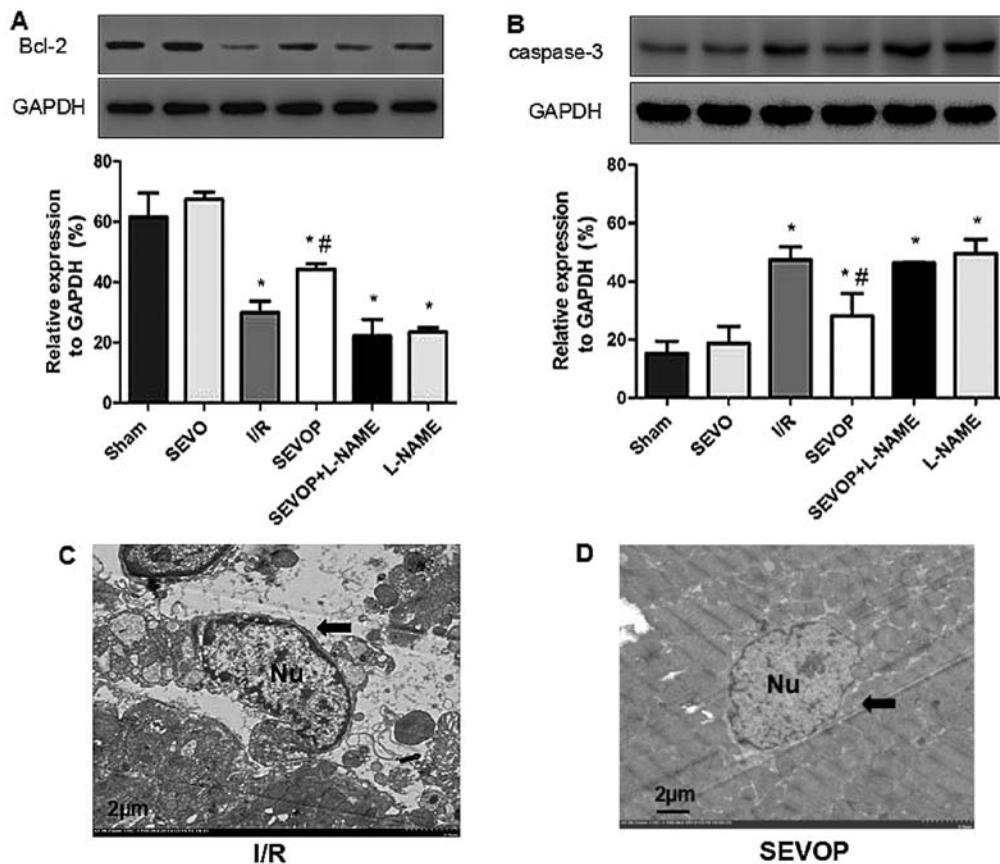 A
Bcl-2
GAPDH
80
60
40
20
0
Relative expression
to GAPDH (%)
*
* #
*
*
Sham
SEVO
I/R
SEVOP
SEVOP+L-NAME
L-NAME
B
caspase-3
GAPDH
80
60
40
20
0
Relative expression
to GAPDH (%)
*
* #
*
*
Sham
SEVO
I/R
SEVOP
SEVOP+L-NAME
L-NAME
C
Nu
2μm
I/R
D
Nu
2μm
SEVOP